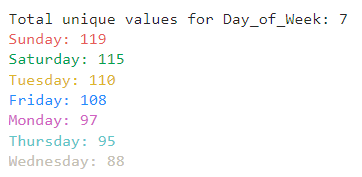 Total unique values for Day_of_Week: 7
Sunday: 119
Saturday: 115
Tuesday: 110
Friday: 108
Monday: 97
Thursday: 95
Wednesday: 88